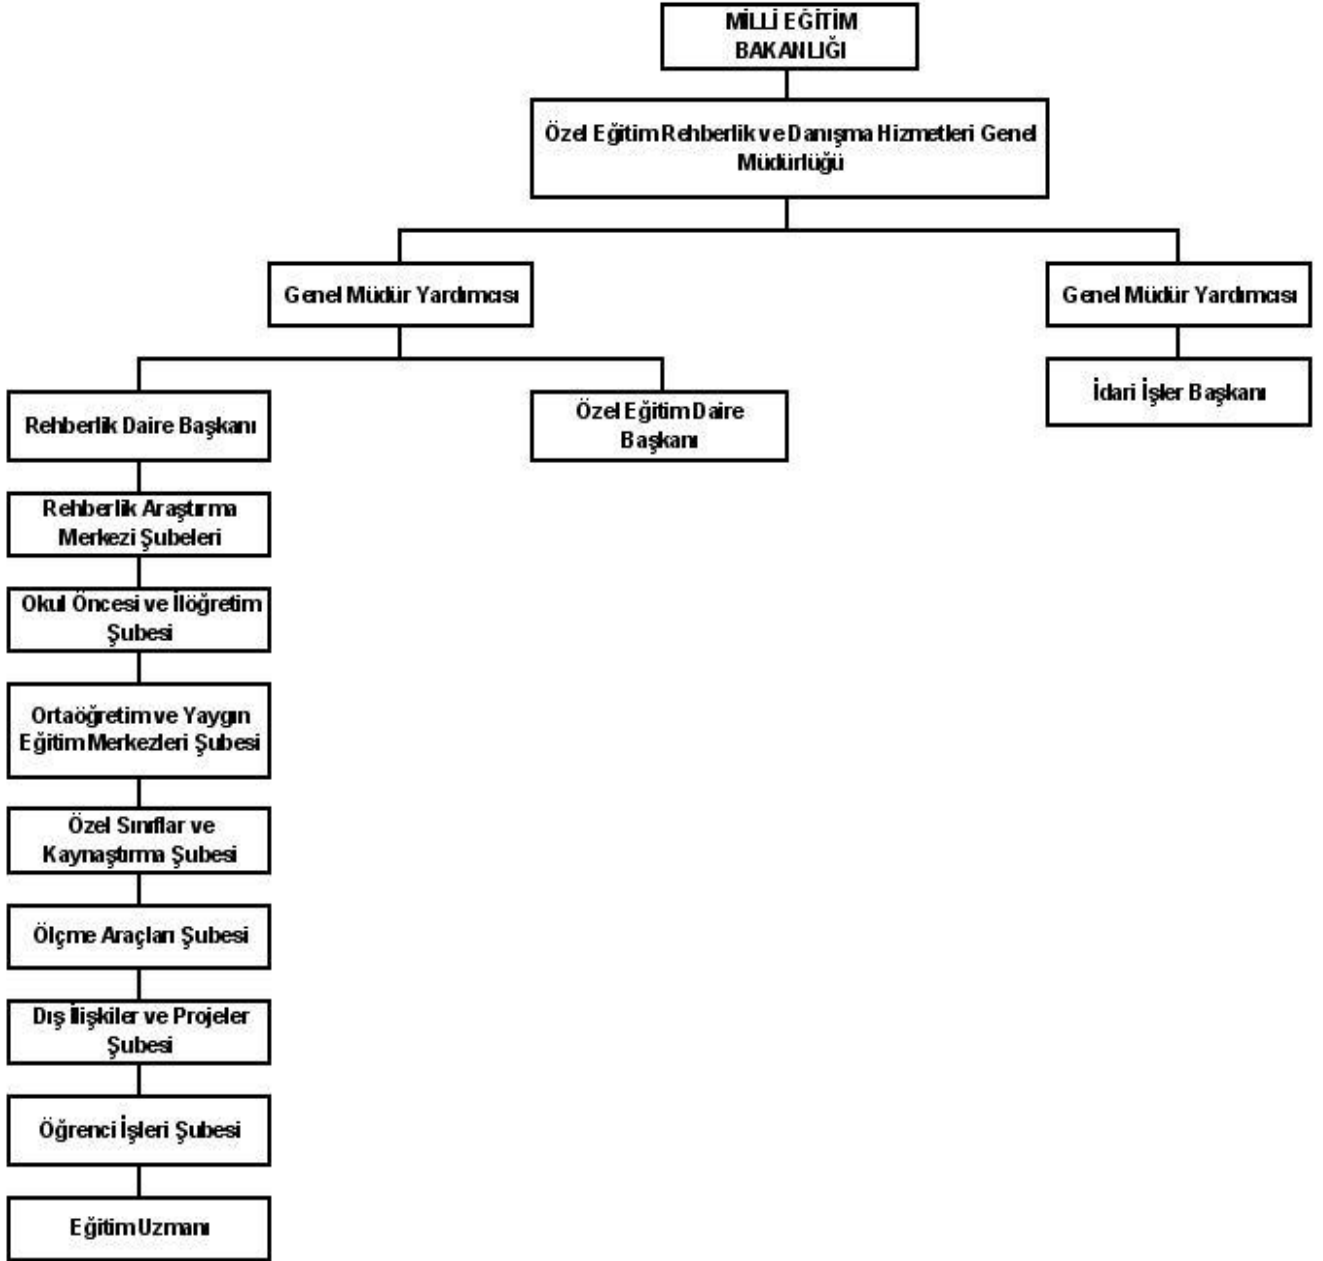 MİLLİ EĞİTİM
BAKANLIĞI
Özel Eğitim Rehberlik ve Danışma Hizmetleri Genel
Müdürlüğü
Genel Müdür Yardımcısı
Genel Müdür Yardımcısı
Rehberlik Daire Başkanı
Özel Eğitim Daire
Başkanı
İdari İşler Başkanı
Rehberlik Araştırma
Merkezi Şubeleri
Okul Öncesi ve İlöğretim
Şubesi
Ortaöğretim ve Yaygın
Eğitim Merkezleri Şubesi
Özel Sınıflar ve
Kaynaştırma Şubesi
Ölçme Araçları Şubesi
Dış İlişkiler ve Projeler
Şubesi
Öğrenci İşleri Şubesi
Eğitim Uzmanı